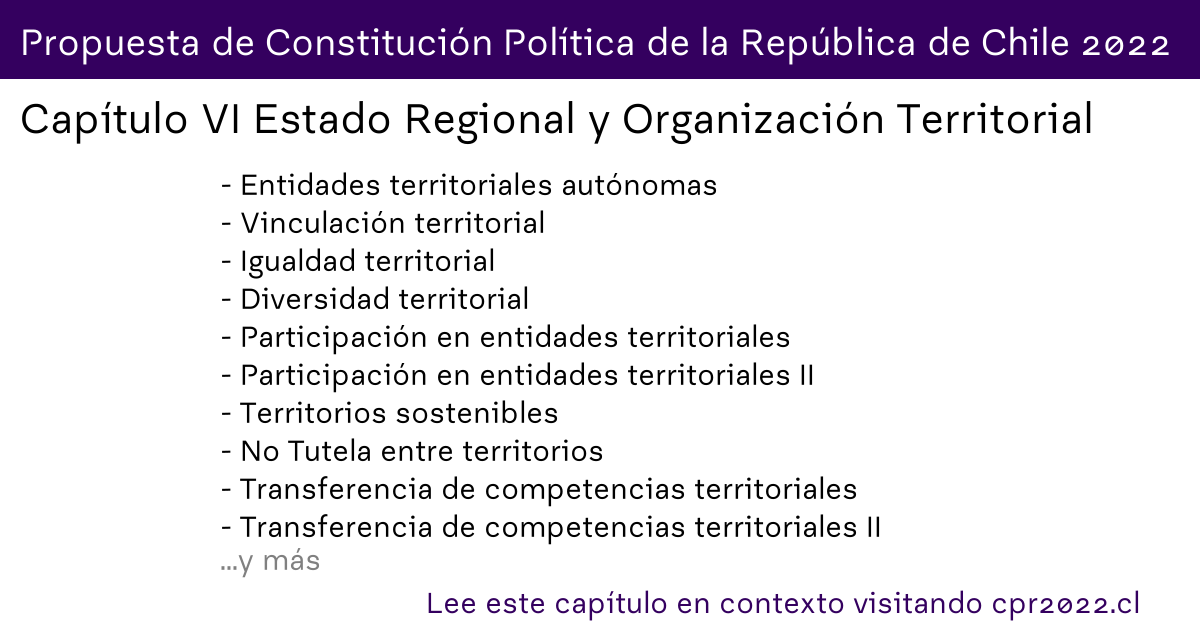 Propuesta de Constitución Política de la República de Chile 2022
Capítulo VI Estado Regional y Organización Territorial
- Entidades territoriales autónomas
- Vinculación territorial
- Igualdad territorial
- Diversidad territorial
- Participación en entidades territoriales
- Participación en entidades territoriales II
- Territorios sostenibles
- No Tutela entre territorios
- Transferencia de competencias territoriales
- Transferencia de competencias territoriales II
...y más
Lee este capítulo en contexto visitando cpr2022.cl